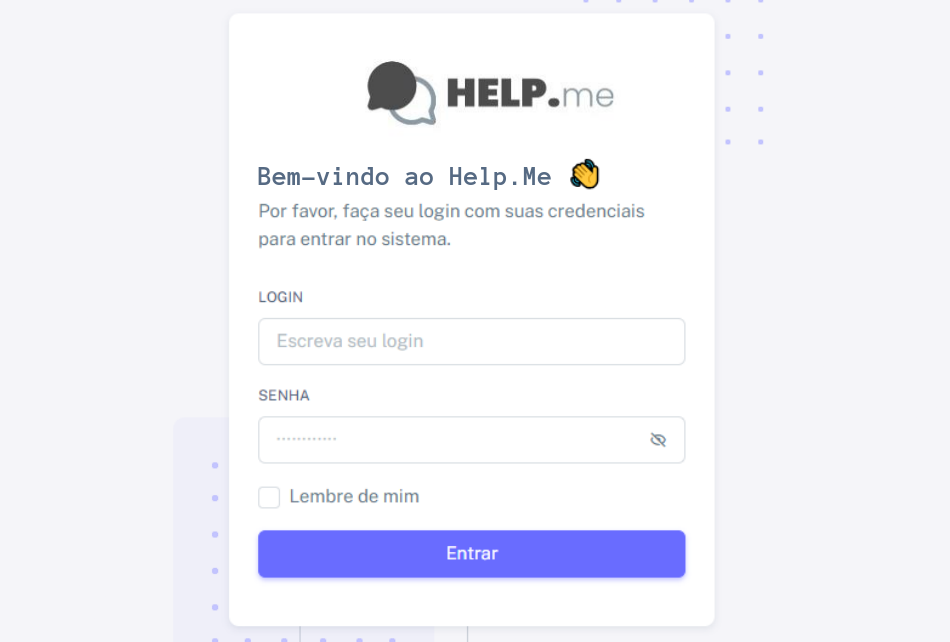 HELP.me
Bem-vindo ao Help.Me 👋
Por favor, faça seu login com suas credenciais
para entrar no sistema.
LOGIN
Escreva seu login
SENHA
············
Lembre de mim
Entrar